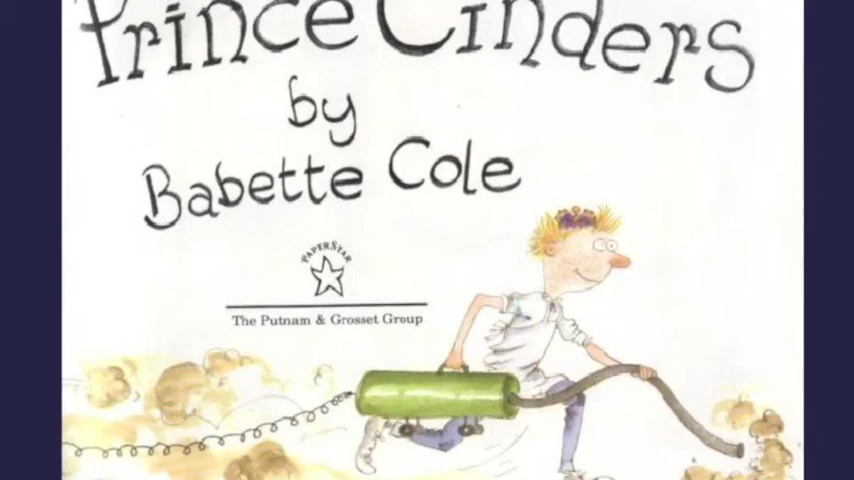 Prince Cinders
by
Babette Cole
PAPERSTAR
The Putnam & Grosset Group